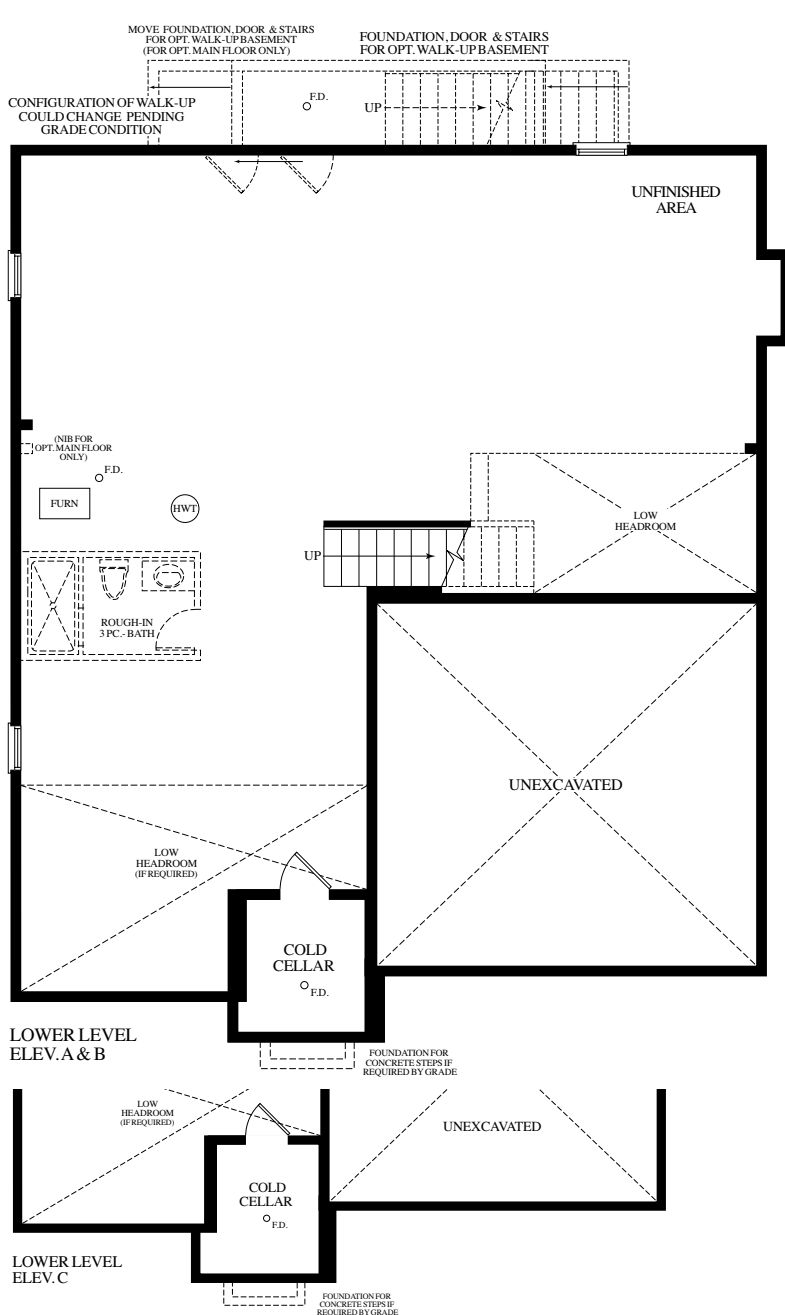 MOVE FOUNDATION, DOOR & STAIRS
FOR OPT. WALK-UP BASEMENT
(FOR OPT. MAIN FLOOR ONLY)
FOUNDATION, DOOR & STAIRS
FOR OPT. WALK-UP BASEMENT
CONFIGURATION OF WALK-UP
COULD CHANGE PENDING
GRADE CONDITION
F.D.
UP
UNFINISHED
AREA
(NIB FOR
OPT. MAIN FLOOR
ONLY)
F.D.
FURN
HWT
LOW
HEADROOM
UP
ROUGH-IN
3 PC.- BATH
UNEXCAVATED
LOW
HEADROOM
(IF REQUIRED)
COLD
CELLAR
F.D.
LOWER LEVEL
ELEV. A & B
FOUNDATION FOR
CONCRETE STEPS IF
REQUIRED BY GRADE
LOW
HEADROOM
(IF REQUIRED)
UNEXCAVATED
COLD
CELLAR
F.D.
LOWER LEVEL
ELEV. C
FOUNDATION FOR
CONCRETE STEPS IF
REQUIRED BY GRADE